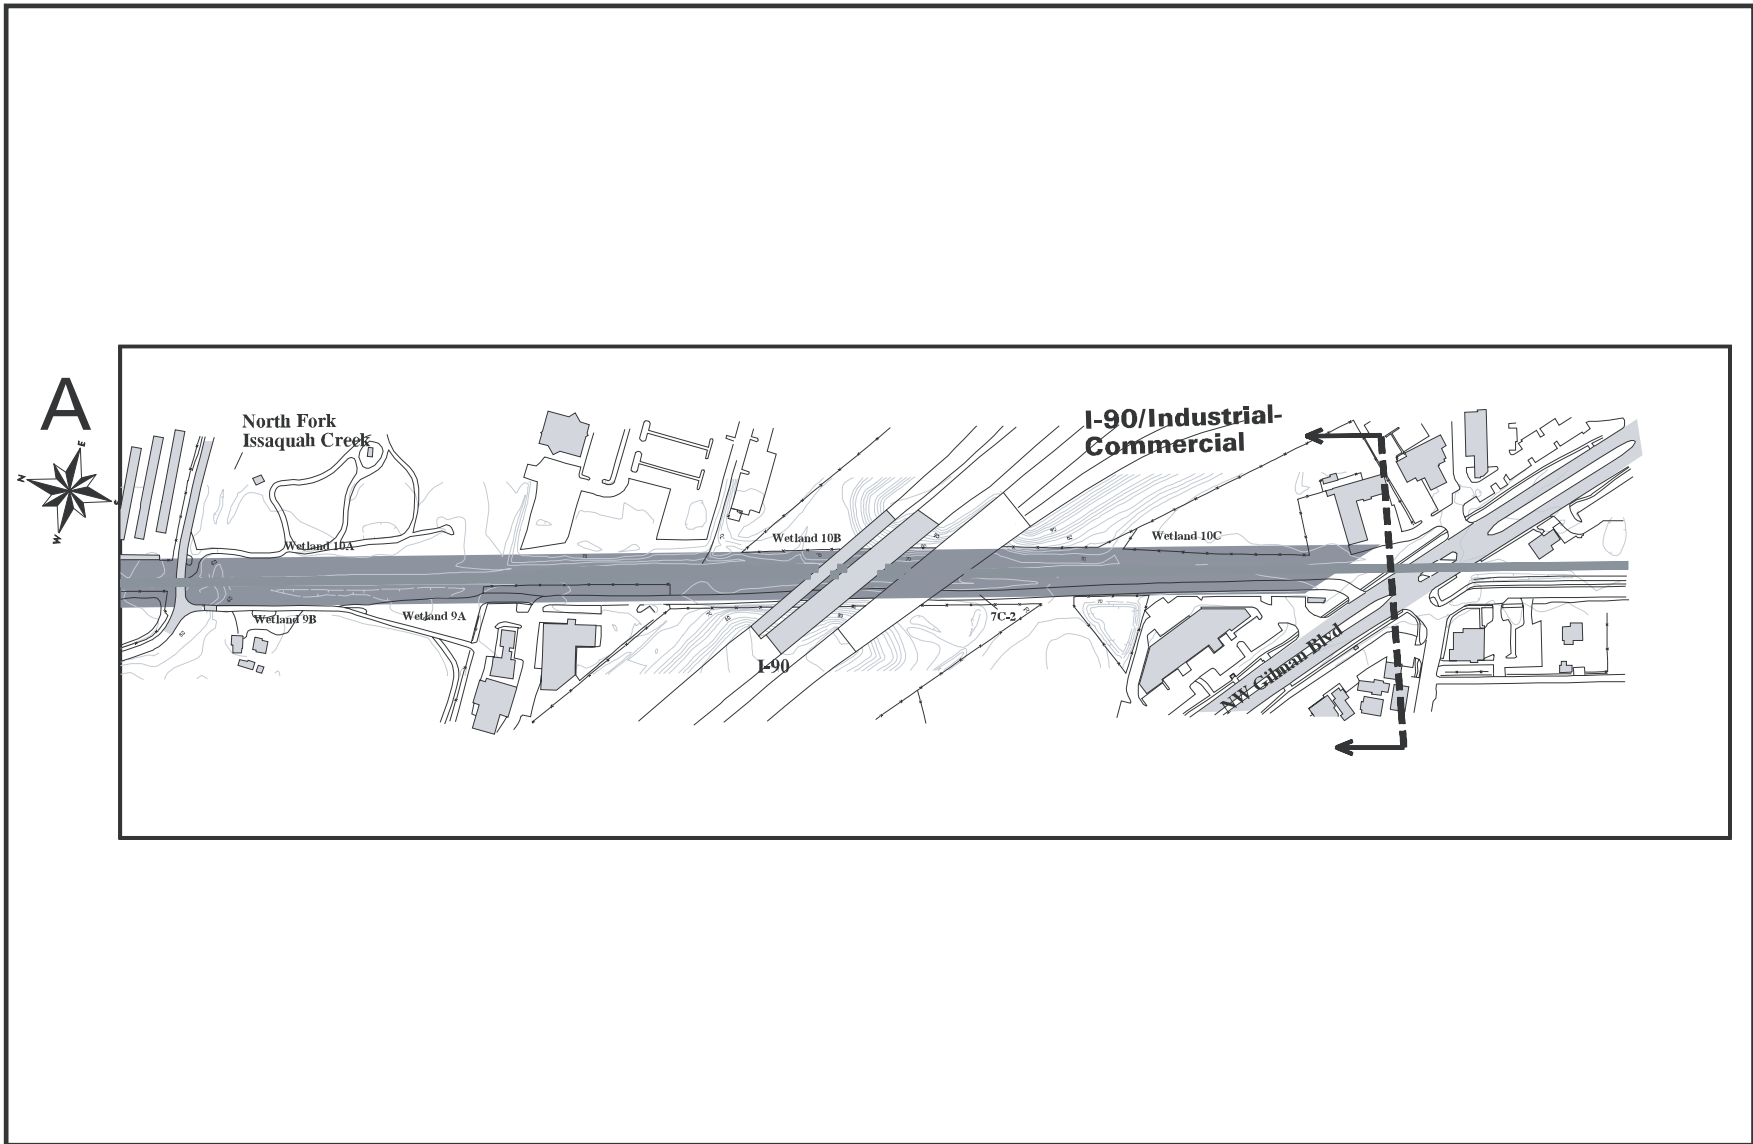 A
North Fork
Issaquah Creek
I-90/Industrial-
Commercial
E
N
S
W
Wetland 10A
Wetland 10B
Wetland 10C
Wetland 9B
Wetland 9A
7C-2
I-90
NW Gilman Blvd